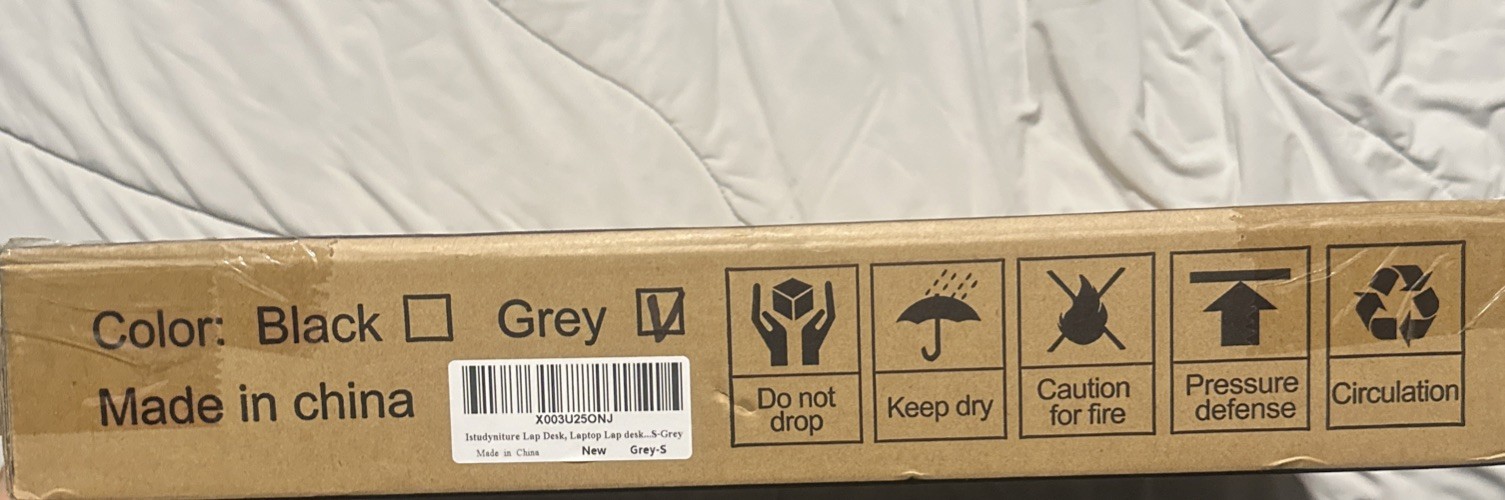 Color: Black Grey
Made in china
X003U25ONJ
Istudyniture Lap Desk, Laptop Lap desk...S-Grey
Made in China New Grey-S
Do not
drop
Keep dry
Caution
for fire
Pressure
defense
Circulation